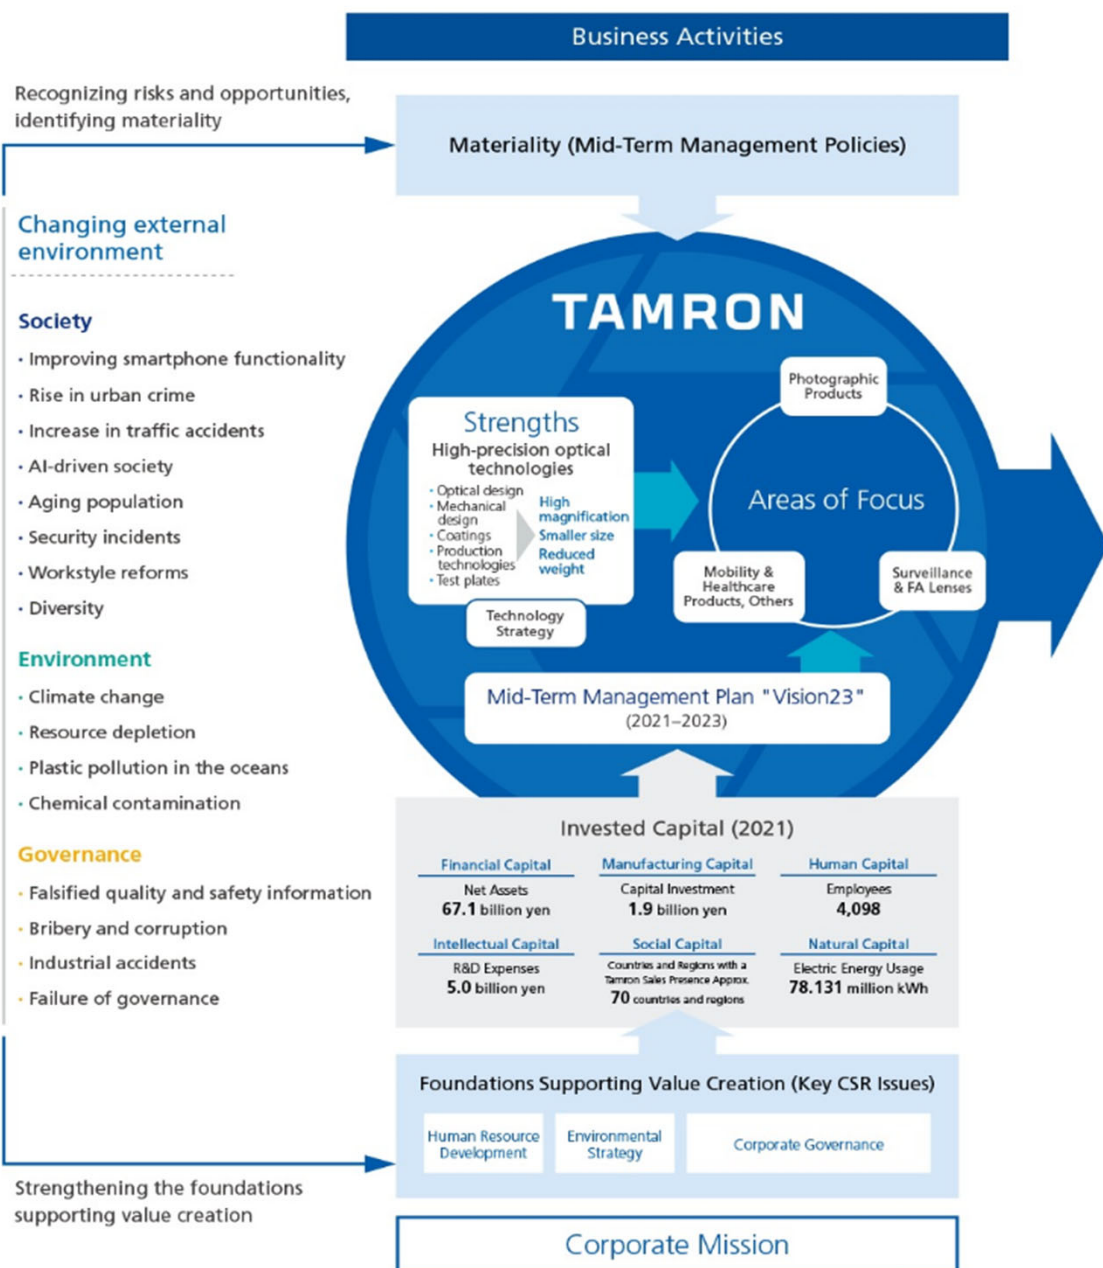 Business Activities
Recognizing risks and opportunities,
identifying materiality
Materiality (Mid-Term Management Policies)
Changing external
environment
Society
· Improving smartphone functionality
· Rise in urban crime
· Increase in traffic accidents
· AI-driven society
· Aging population
· Security incidents
· Workstyle reforms
· Diversity
Environment
· Climate change
· Resource depletion
· Plastic pollution in the oceans
· Chemical contamination
Governance
· Falsified quality and safety information
· Bribery and corruption
· Industrial accidents
· Failure of governance
TAMRON
Strengths
High-precision optical
technologies
· Optical design
· Mechanical
design
· Coatings
· Production
technologies
· Test plates
High
magnification
Smaller size
Reduced
weight
Technology
Strategy
Photographic
Products
Areas of Focus
Mobility &
Healthcare
Products, Others
Surveillance
& FA Lenses
Mid-Term Management Plan "Vision23"
(2021–2023)
Invested Capital (2021)
Financial Capital
Net Assets
67.1 billion yen
Manufacturing Capital
Capital Investment
1.9 billion yen
Human Capital
Employees
4,098
Intellectual Capital
R&D Expenses
5.0 billion yen
Social Capital
Countries and Regions with a
Tamron Sales Presence Approx.
70 countries and regions
Natural Capital
Electric Energy Usage
78.131 million kWh
Foundations Supporting Value Creation (Key CSR Issues)
Human Resource
Development
Environmental
Strategy
Corporate Governance
Strengthening the foundations
supporting value creation
Corporate Mission